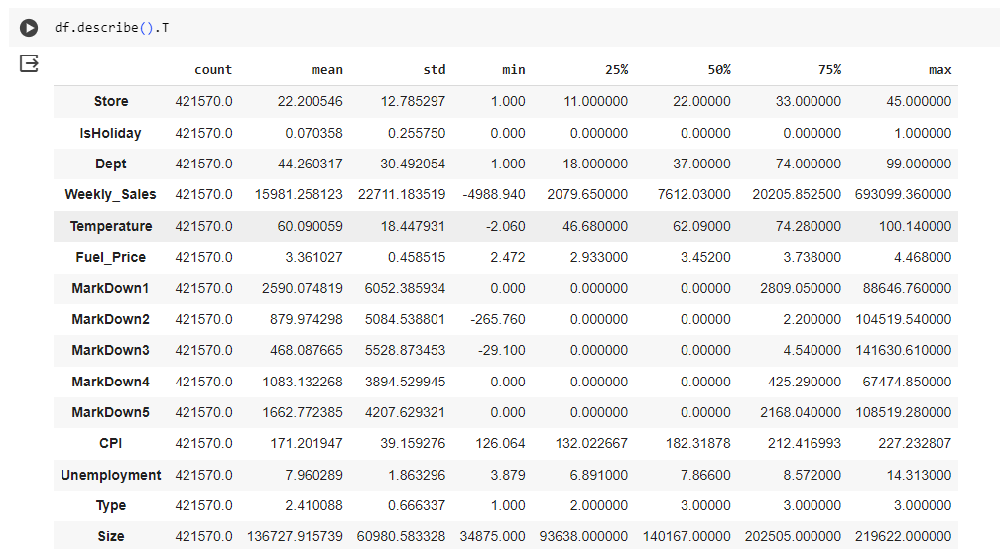 df.describe().T
count mean std min 25% 50% 75% max
Store 421570.0 22.200546 12.785297 1.000 11.000000 22.00000 33.000000 45.000000
IsHoliday 421570.0 0.070358 0.255750 0.000 0.000000 0.00000 0.000000 1.000000
Dept 421570.0 44.260317 30.492054 1.000 18.000000 37.00000 74.000000 99.000000
Weekly_Sales 421570.0 15981.258123 22711.183519 -4988.940 2079.650000 7612.03000 20205.852500 693099.360000
Temperature 421570.0 60.090059 18.447931 -2.060 46.680000 62.09000 74.280000 100.140000
Fuel_Price 421570.0 3.361027 0.458515 2.472 2.933000 3.45200 3.738000 4.468000
MarkDown1 421570.0 2590.074819 6052.385934 0.000 0.000000 0.00000 2809.050000 88646.760000
MarkDown2 421570.0 879.974298 5084.538801 -265.760 0.000000 0.00000 2.200000 104519.540000
MarkDown3 421570.0 468.087665 5528.873453 -29.100 0.000000 0.00000 4.540000 141630.610000
MarkDown4 421570.0 1083.132268 3894.529945 0.000 0.000000 0.00000 425.290000 67474.850000
MarkDown5 421570.0 1662.772385 4207.629321 0.000 0.000000 0.00000 2168.040000 108519.280000
CPI 421570.0 171.201947 39.159276 126.064 132.022667 182.31878 212.416993 227.232807
Unemployment 421570.0 7.960289 1.863296 3.879 6.891000 7.86600 8.572000 14.313000
Type 421570.0 2.410088 0.666337 1.000 2.000000 3.00000 3.000000 3.000000
Size 421570.0 136727.915739 60980.583328 34875.000 93638.000000 140167.00000 202505.000000 219622.000000